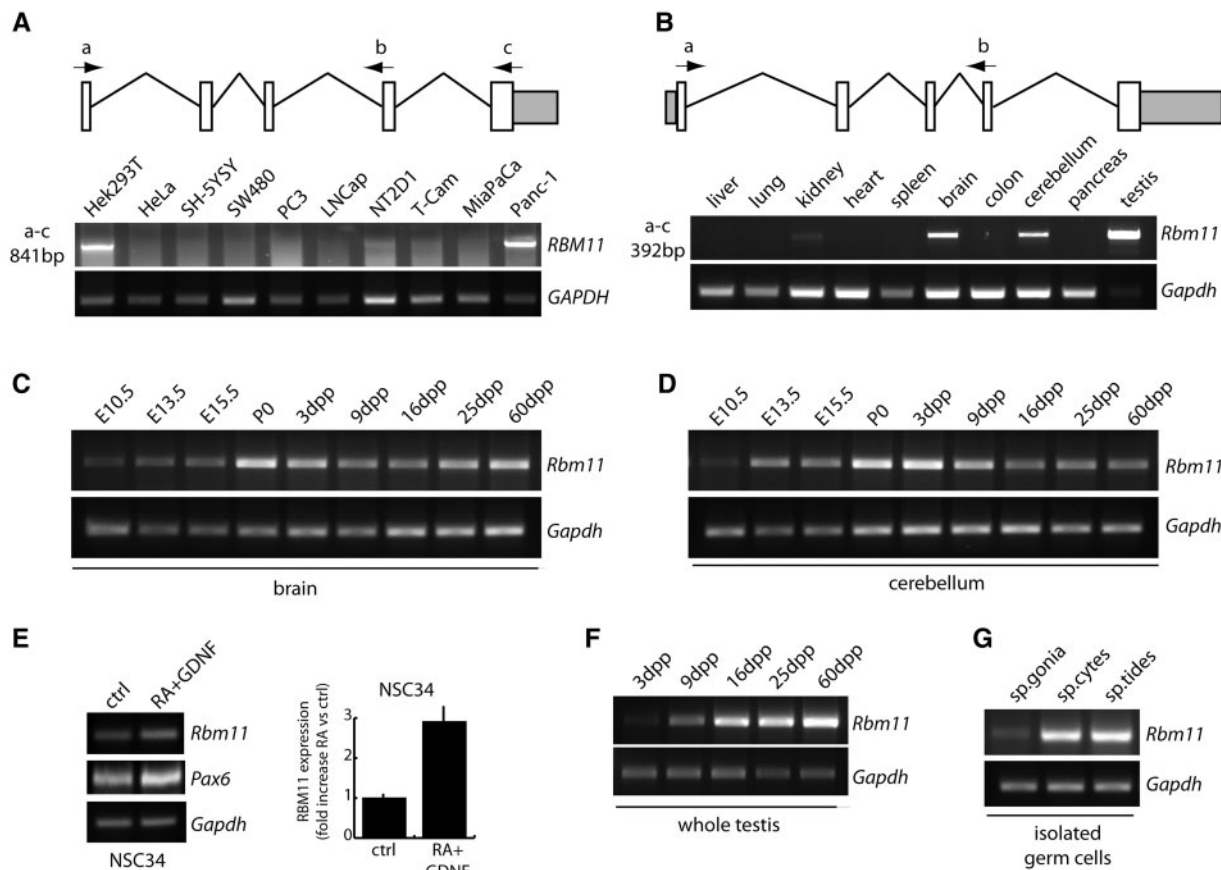 A
a
b
c
Hek293T
HeLa
SH-5YSY
SW480
PC3
LNCap
NT2D1
T-Cam
MiaPaCa
Panc-1
a-c
841bp
RBM11
GAPDH
B
a
b
liver
lung
kidney
heart
spleen
brain
colon
cerebellum
pancreas
testis
a-c
392bp
Rbm11
Gapdh
C
E10.5
E13.5
E15.5
P0
3dpp
9dpp
16dpp
25dpp
60dpp
Rbm11
Gapdh
brain
D
E10.5
E13.5
E15.5
P0
3dpp
9dpp
16dpp
25dpp
60dpp
Rbm11
Gapdh
cerebellum
E
ctrl
RA+GDNF
Rbm11
Pax6
Gapdh
NSC34
NSC34
RBM11 expression
(fold increase RA vs ctrl)
3
2
1
0
ctrl
RA+
GDNF
F
3dpp
9dpp
16dpp
25dpp
60dpp
Rbm11
Gapdh
whole testis
G
sp.gonia
sp.cytes
sp.tides
Rbm11
Gapdh
isolated
germ cells